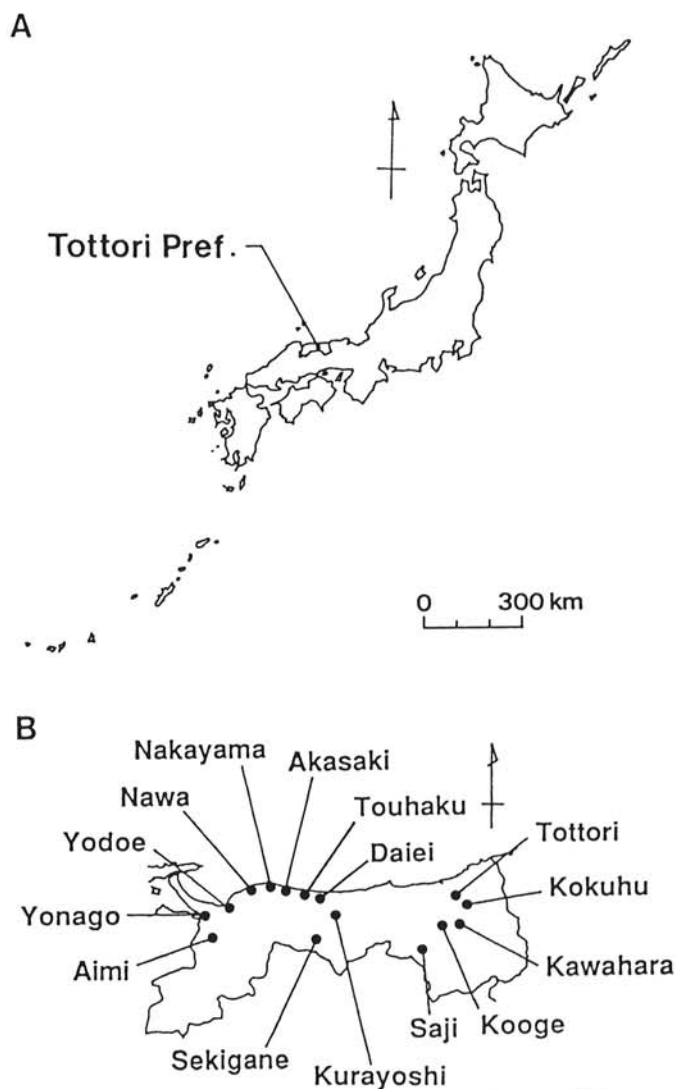 A
Tottori Pref.
0 300 km
B
Nakayama
Akasaki
Nawa
Touhaku
Tottori
Yodoe
Daiei
Kokuhu
Yonago
Kawahara
Aimi
Saji
Kooge
Sekigane
Kurayoshi